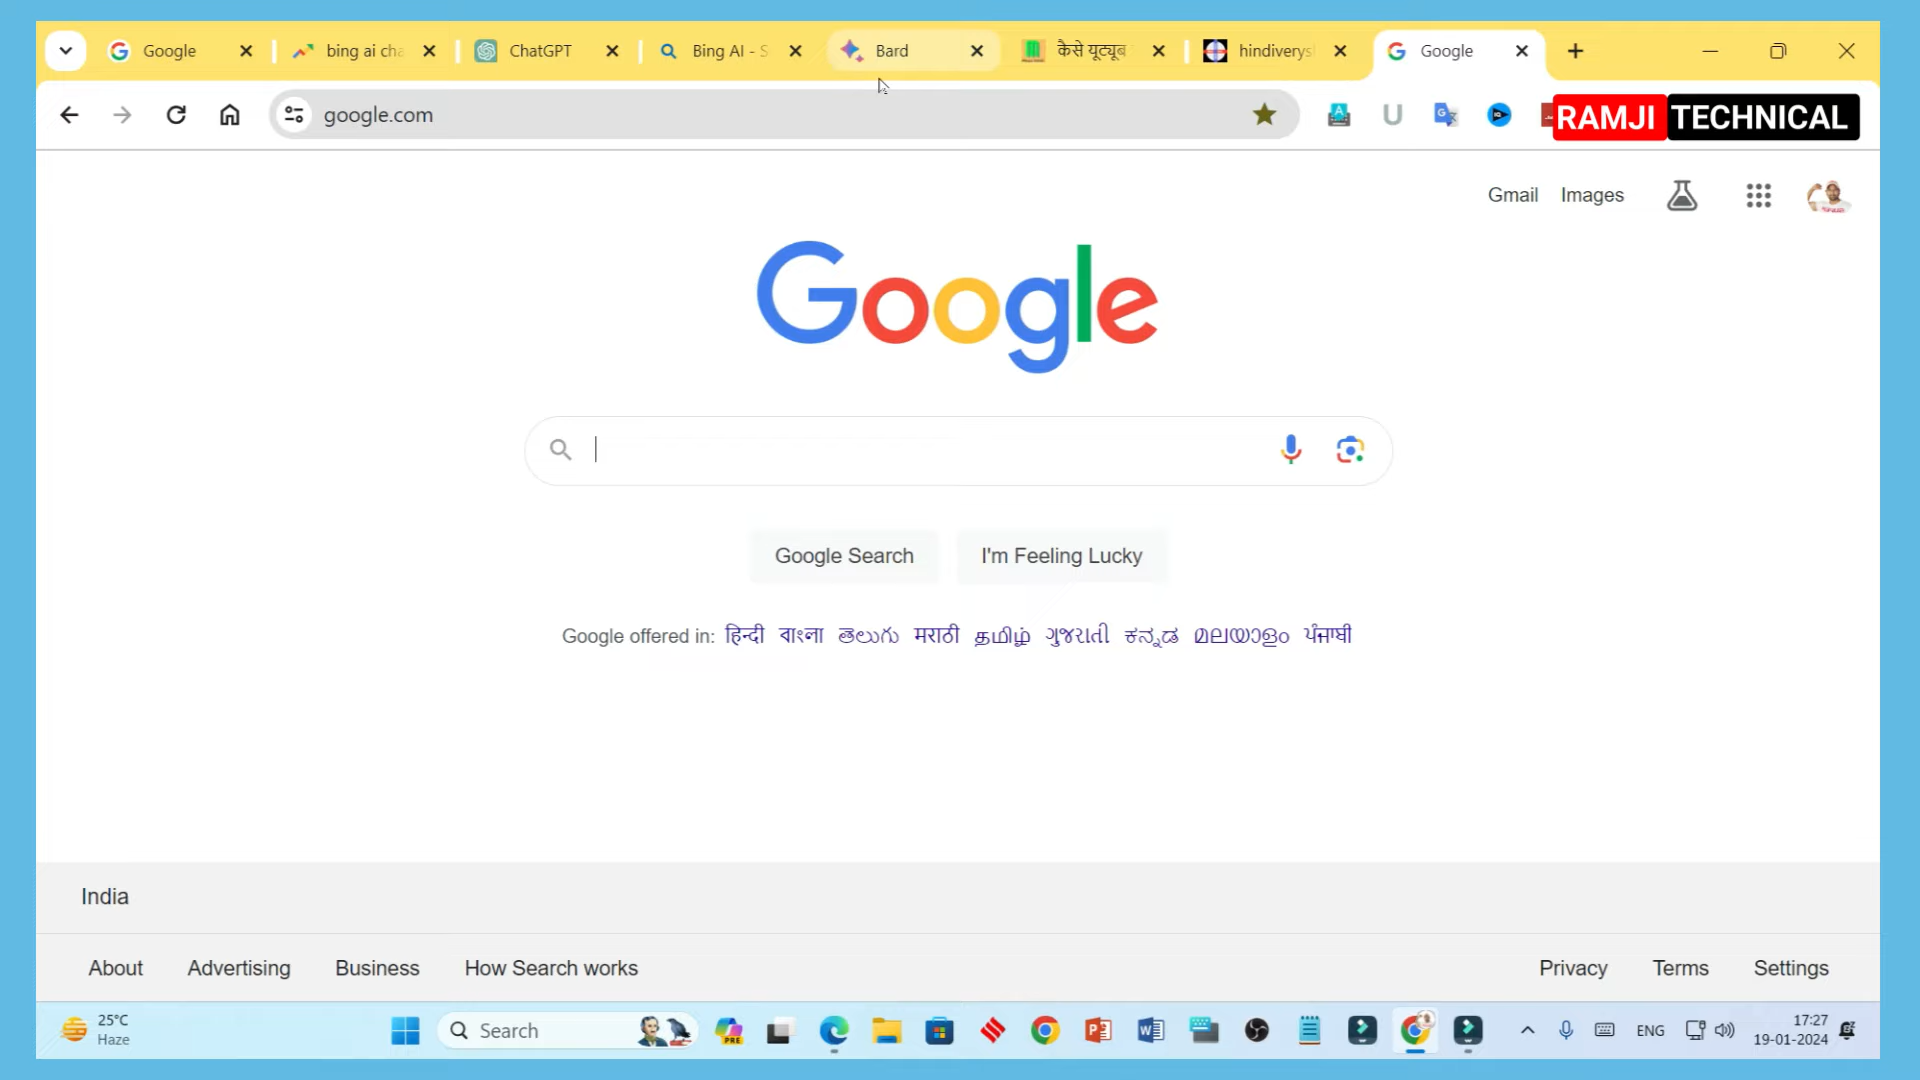 Google
bing ai cha
ChatGPT
Bing AI - S
Bard
कैसे यूट्यूब
hindiverys
Google
google.com
RAMJI TECHNICAL
Gmail Images
Google
Google Search
I'm Feeling Lucky
Google offered in: हिन्दी বাংলা తెలుగు मराठी தமிழ் ગુજરાતી ಕನ್ನಡ മലയാളം ਪੰਜਾਬੀ
India
About Advertising Business How Search works
Privacy Terms Settings
25°C
Haze
Search
PRE
ENG
17:27
19-01-2024